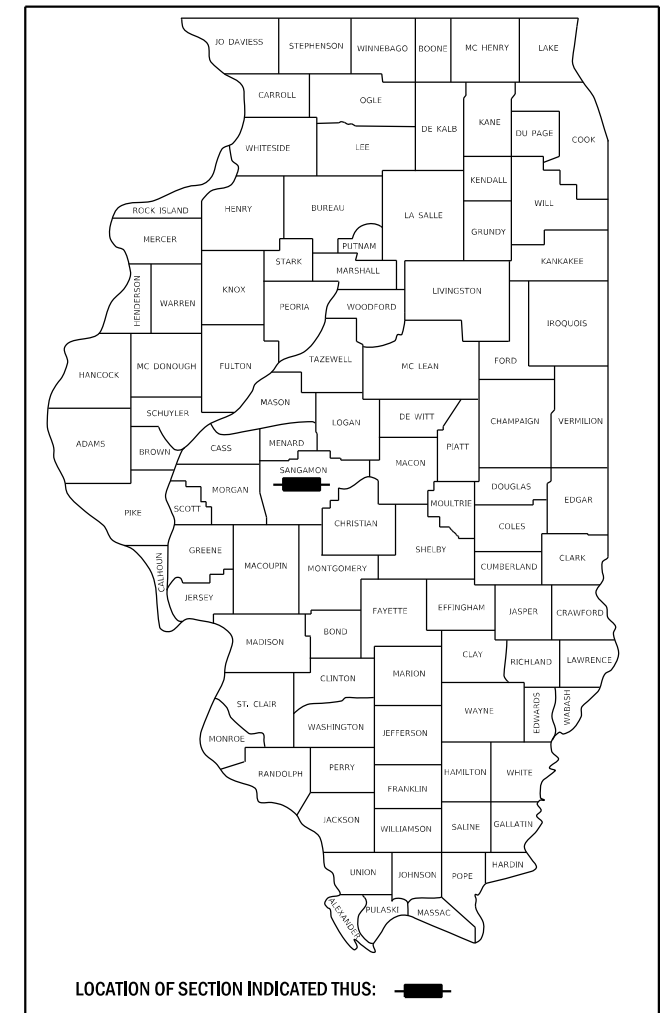 JO DAVIESS
STEPHENSON
WINNEBAGO
BOONE
MC HENRY
LAKE
CARROLL
OGLE
DE KALB
KANE
DU PAGE
COOK
WHITESIDE
LEE
KENDALL
WILL
ROCK ISLAND
HENRY
BUREAU
LA SALLE
GRUNDY
MERCER
PUTNAM
KANKAKEE
STARK
MARSHALL
HENDERSON
WARREN
KNOX
PEORIA
WOODFORD
LIVINGSTON
IROQUOIS
HANCOCK
MC DONOUGH
FULTON
TAZEWELL
MC LEAN
FORD
MASON
SCHUYLER
LOGAN
DE WITT
CHAMPAIGN
VERMILION
ADAMS
BROWN
CASS
MENARD
PIATT
MACON
SANGAMON
MORGAN
DOUGLAS
EDGAR
PIKE
SCOTT
CHRISTIAN
MOULTRIE
COLES
GREENE
MACOUPIN
MONTGOMERY
SHELBY
CUMBERLAND
CLARK
CALHOUN
JERSEY
FAYETTE
EFFINGHAM
JASPER
CRAWFORD
MADISON
BOND
CLAY
RICHLAND
LAWRENCE
CLINTON
MARION
ST. CLAIR
WAYNE
EDWARDS
WABASH
WASHINGTON
JEFFERSON
MONROE
RANDOLPH
PERRY
HAMILTON
WHITE
FRANKLIN
JACKSON
WILLIAMSON
SALINE
GALLATIN
UNION
JOHNSON
POPE
HARDIN
ALEXANDER
PULASKI
MASSAC
LOCATION OF SECTION INDICATED THUS: